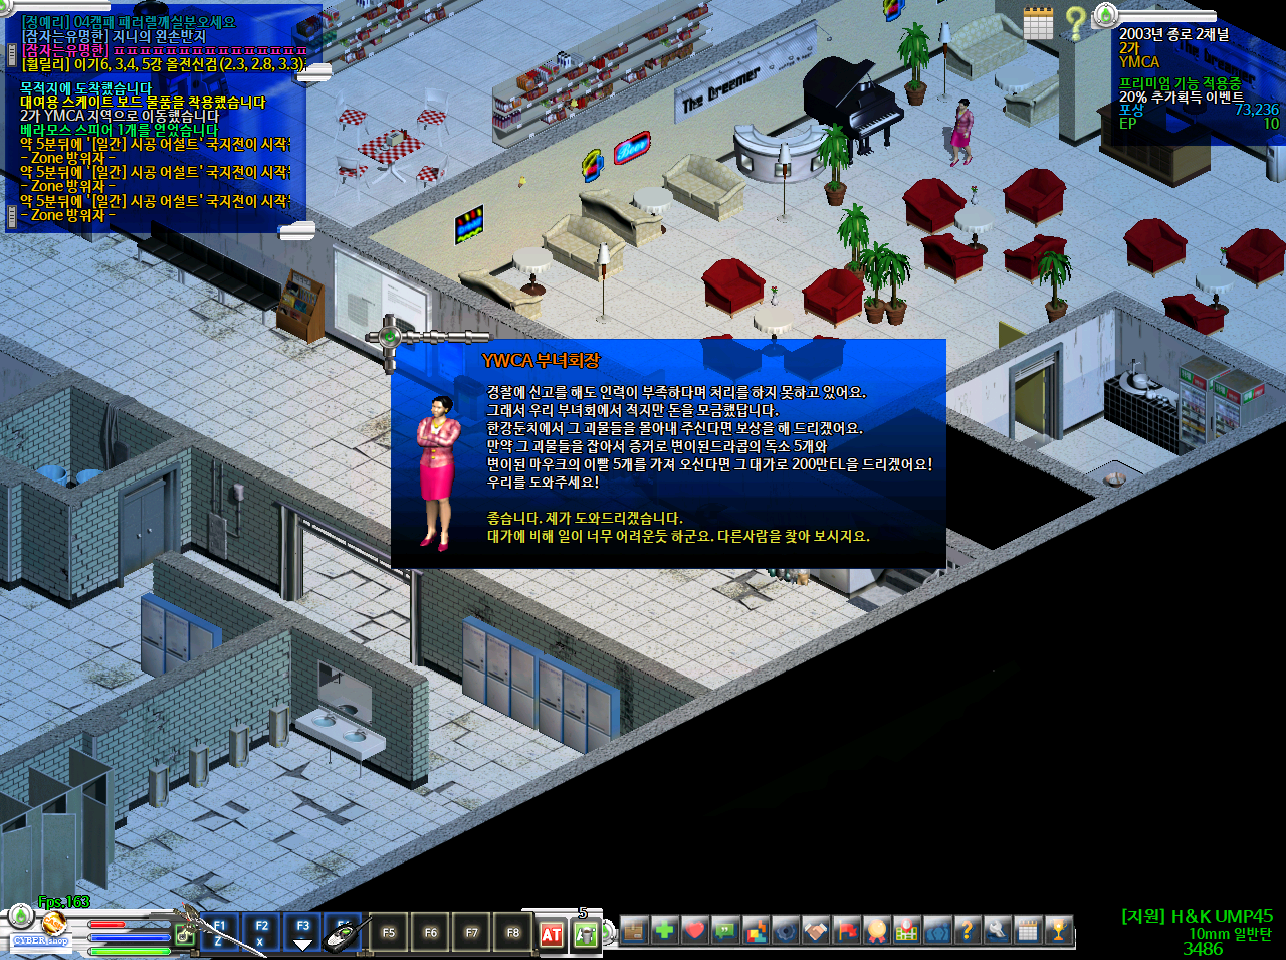 [정예리] 04캠페 패러렐계실분오세요
[잠자는유명한] 지니의 왼손반지
[잠자는유명한] ㅍㅍㅍㅍㅍㅍㅍㅍㅍㅍㅍㅍㅍㅍㅍ
[휠릴리] 이기6, 3,4, 5강 올전신검(2.3, 2.8, 3.3)
목적지에 도착했습니다
대여용 스케이트 보드 물품을 착용했습니다
2가 YMCA 지역으로 이동했습니다
베라모스 스피어 1개를 얻었습니다
약 5분뒤에 '[일간] 시공 어설트' 국지전이 시작
- Zone 방위자 -
약 5분뒤에 '[일간] 시공 어설트' 국지전이 시작
- Zone 방위자 -
약 5분뒤에 '[일간] 시공 어설트' 국지전이 시작
- Zone 방위자 -
2003년 종로 2채널
2가
YMCA
프리미엄 기능 적용중
20% 추가획득 이벤트
포상 73,236
EP 10
The Dreemer
Beer
YWCA 부녀회장
경찰에 신고를 해도 인력이 부족하다며 처리를 하지 못하고 있어요.
그래서 우리 부녀회에서 적지만 돈을 모금했답니다.
한강둔치에서 그 괴물들을 몰아내 주신다면 보상을 해 드리겠어요.
만약 그 괴물들을 잡아서 증거로 변이된드라콥의 독소 5개와
변이된 마우크의 이빨 5개를 가져 오신다면 그 대가로 200만EL을 드리겠어요!
우리를 도와주세요!
좋습니다. 제가 도와드리겠습니다.
대가에 비해 일이 너무 어려운듯 하군요. 다른사람을 찾아 보시지요.
Fps.163
CYBER shop
F1 F2 F3 F4 F5 F6 F7 F8
Z X
AT
5
[지원] H&K UMP45
10mm 일반탄
3486